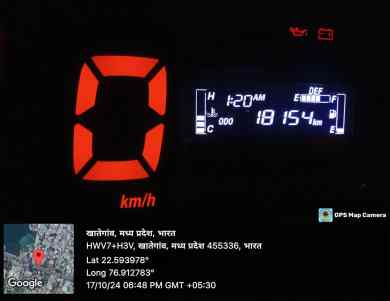 H
1:20AM
DEF
E F
ODO 18154km
C
E
0
km/h
GPS Map Camera
Google
खातेगांव, मध्य प्रदेश, भारत
HWV7+H3V, खातेगांव, मध्य प्रदेश 455336, भारत
Lat 22.593978°
Long 76.912783°
17/10/24 06:48 PM GMT +05:30